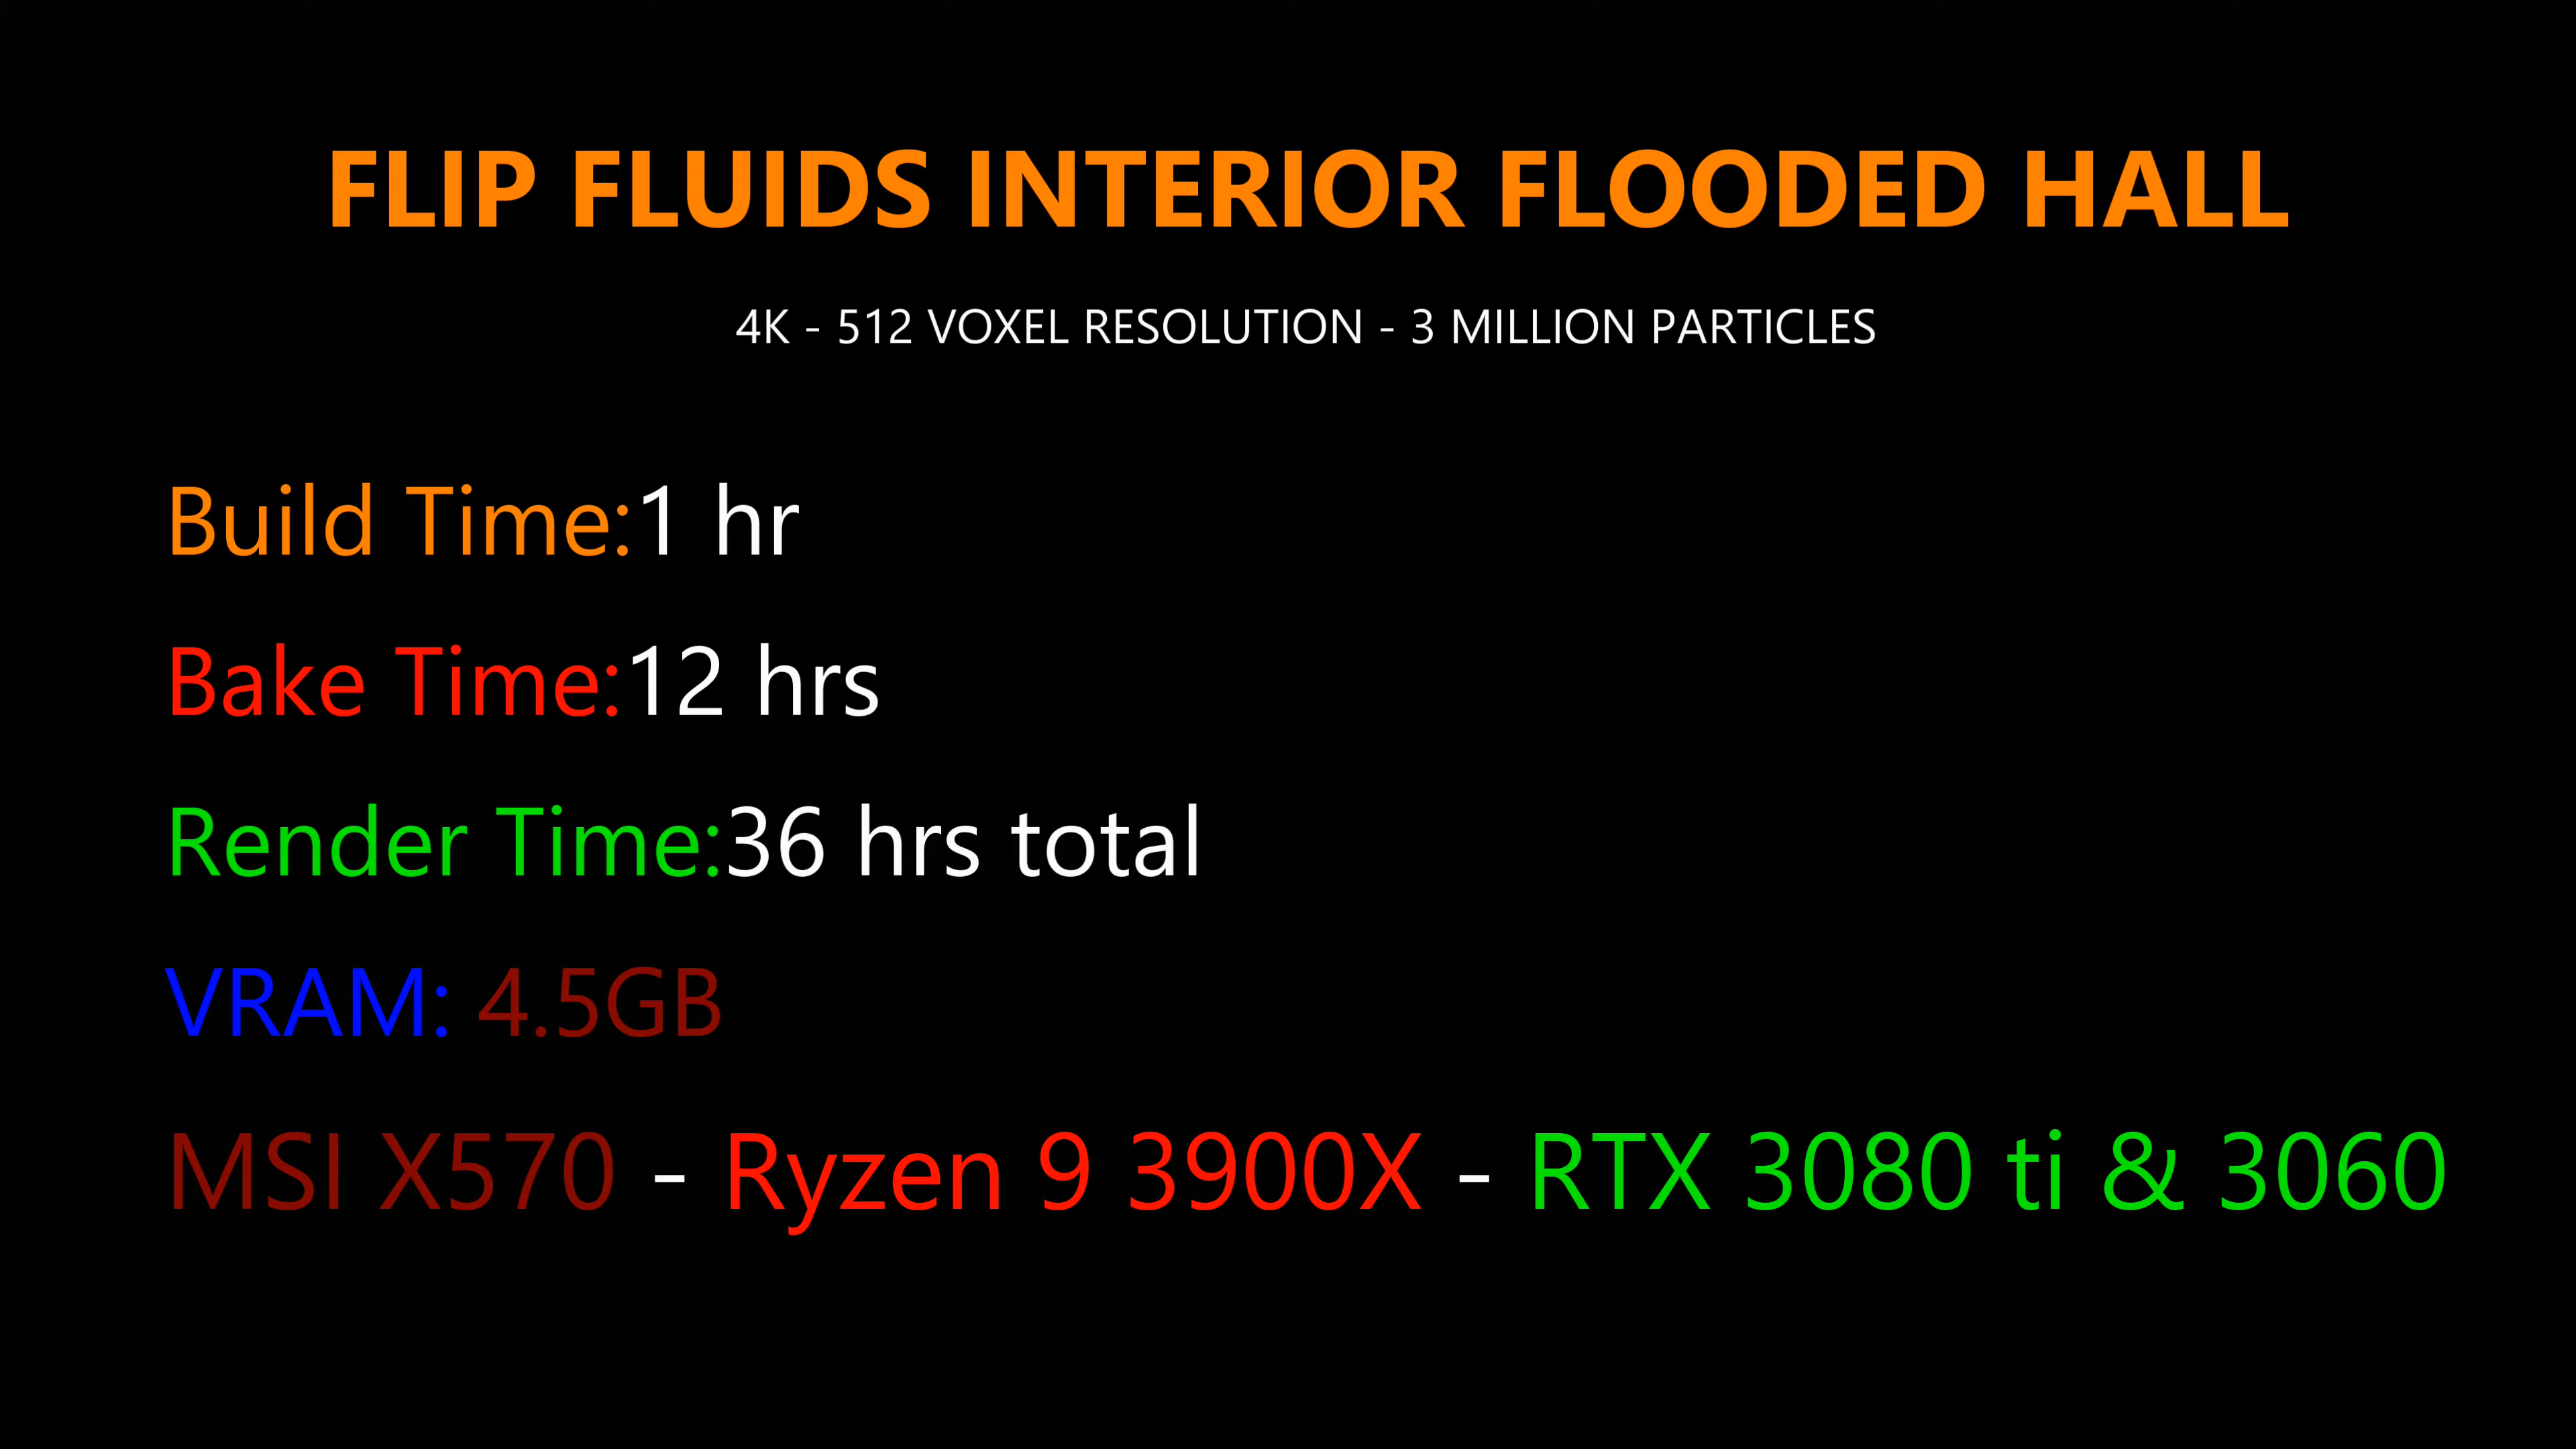 FLIP FLUIDS INTERIOR FLOODED HALL
4K - 512 VOXEL RESOLUTION - 3 MILLION PARTICLES
Build Time:1 hr
Bake Time:12 hrs
Render Time:36 hrs total
VRAM: 4.5GB
MSI X570 - Ryzen 9 3900X - RTX 3080 ti & 3060